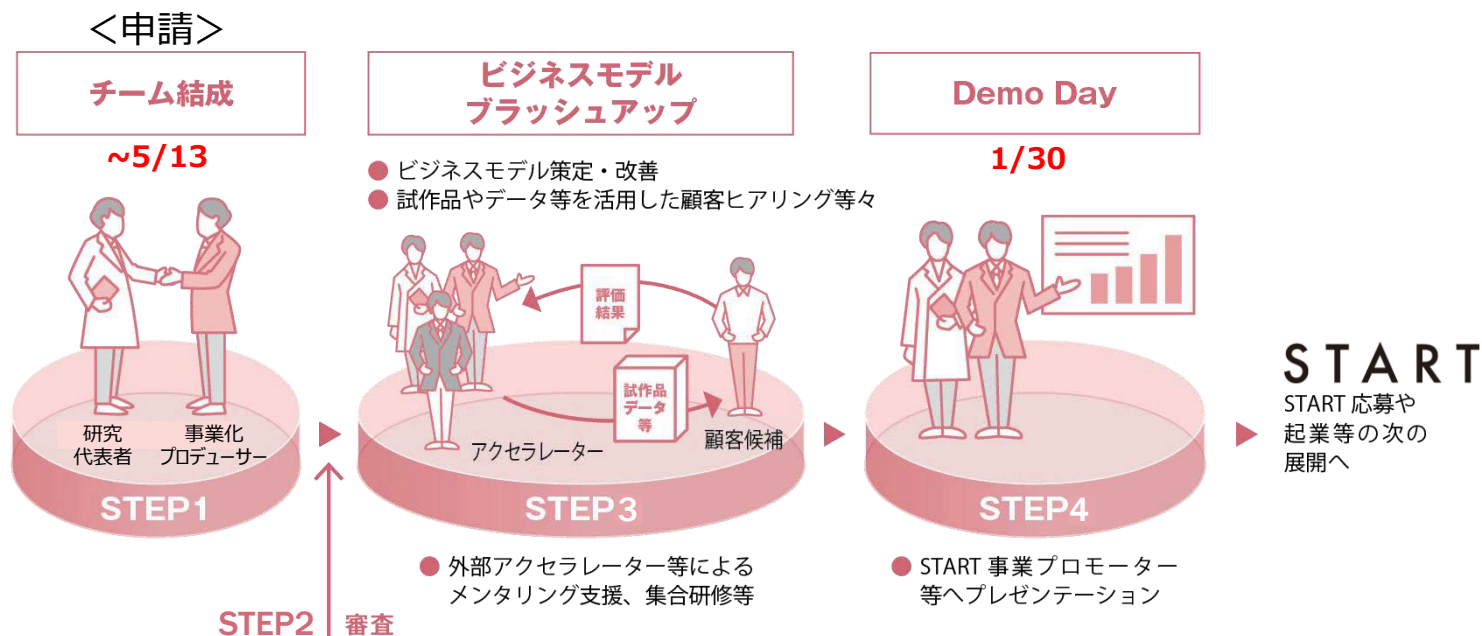 ＜申請＞
チーム結成
~5/13
研究
代表者
事業化
プロデューサー
STEP1
STEP2
審査
ビジネスモデル
ブラッシュアップ
● ビジネスモデル策定・改善
● 試作品やデータ等を活用した顧客ヒアリング等々
評価
結果
試作品
データ
等
アクセラレーター
顧客候補
STEP3
● 外部アクセラレーター等による
メンタリング支援、集合研修等
Demo Day
1/30
STEP4
● START 事業プロモーター
等へプレゼンテーション
START
START 応募や
起業等の次の
展開へ